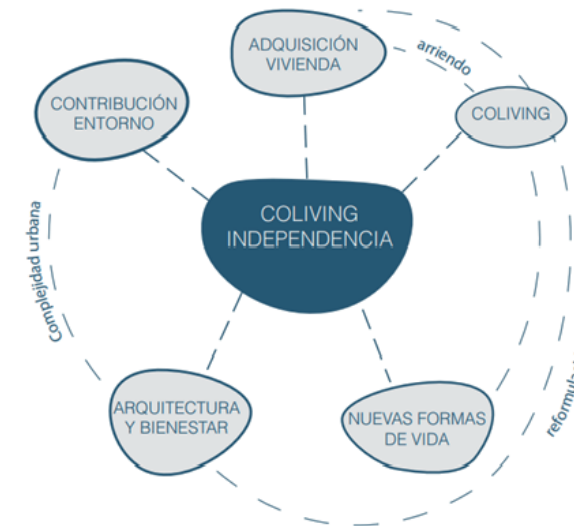 ADQUISICIÓN
VIVIENDA
arriendo
COLIVING
CONTRIBUCIÓN
ENTORNO
COLIVING
INDEPENDENCIA
Complejidad urbana
ARQUITECTURA
Y BIENESTAR
NUEVAS FORMAS
DE VIDA